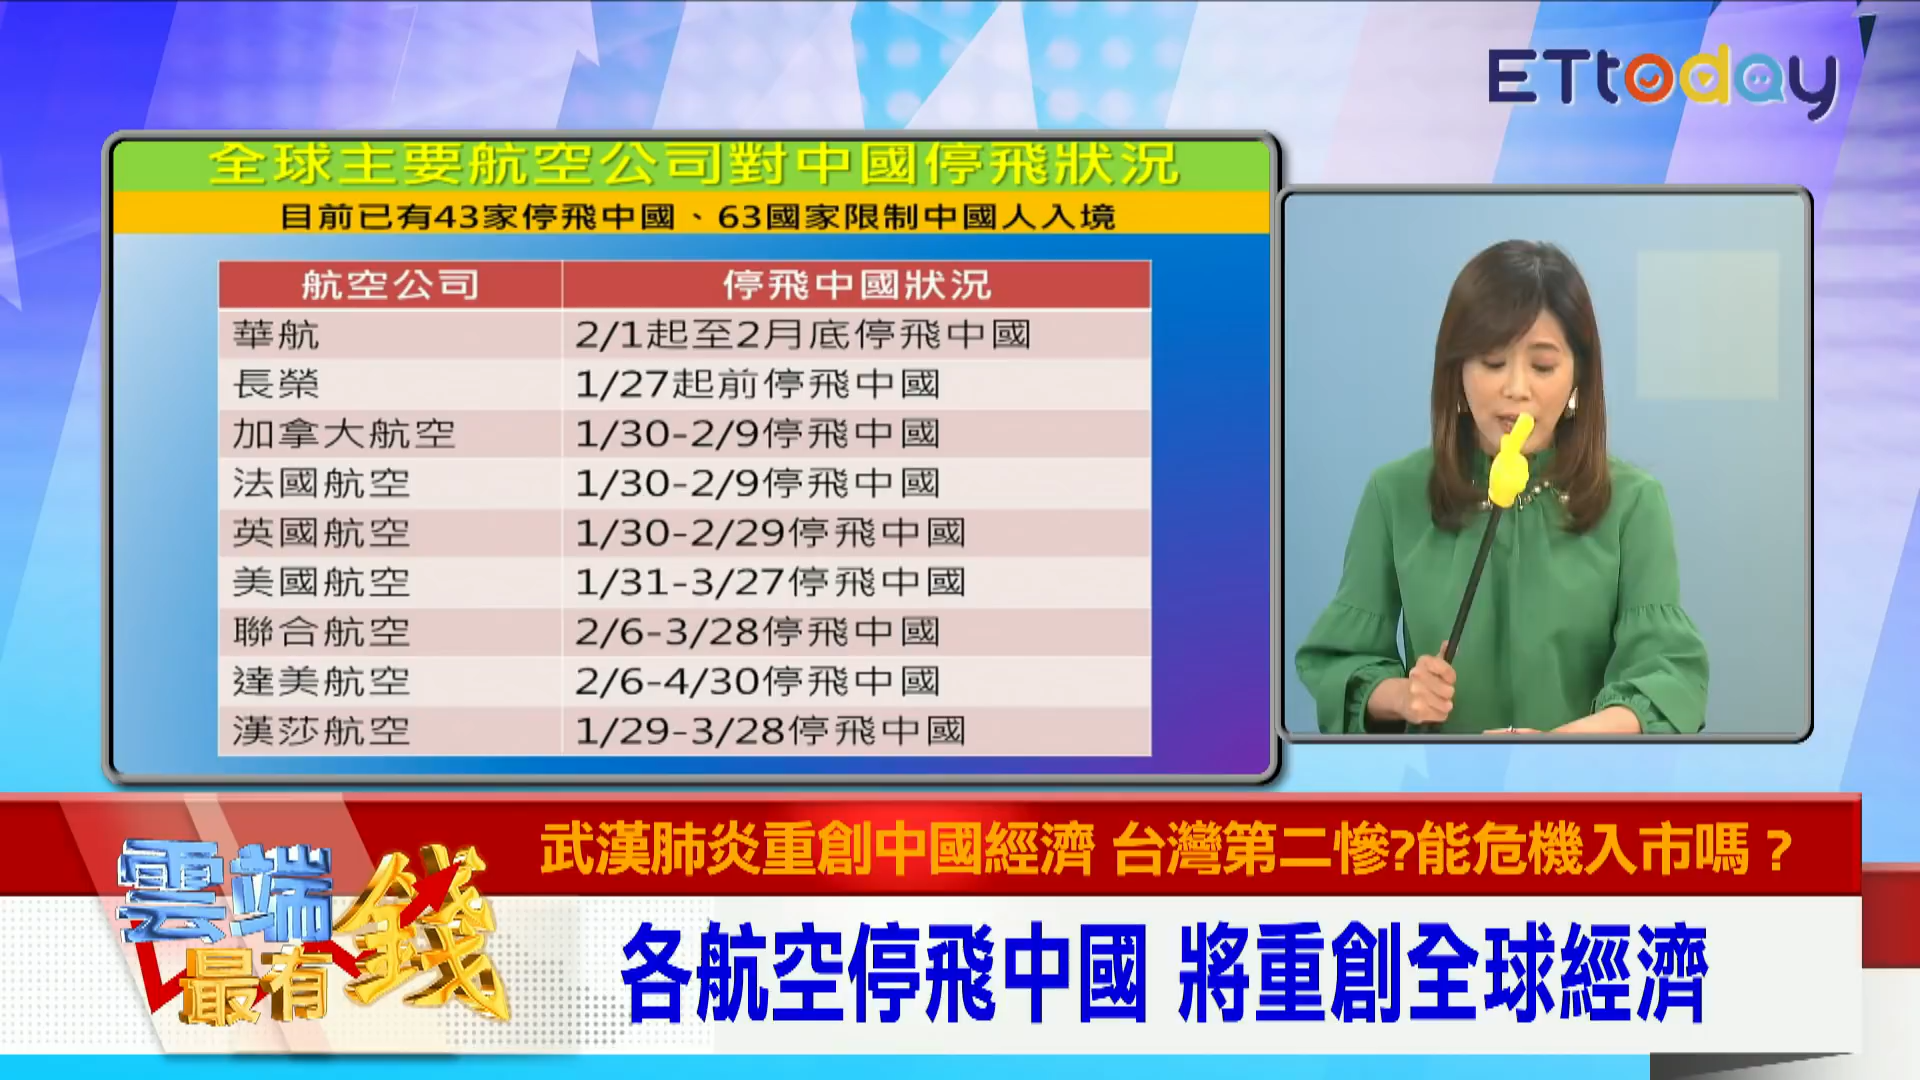 ETtoday
全球主要航空公司對中國停飛狀況
目前已有43家停飛中國、63國家限制中國人入境
航空公司 停飛中國狀況
華航 2/1起至2月底停飛中國
長榮 1/27起前停飛中國
加拿大航空 1/30-2/9停飛中國
法國航空 1/30-2/9停飛中國
英國航空 1/30-2/29停飛中國
美國航空 1/31-3/27停飛中國
聯合航空 2/6-3/28停飛中國
達美航空 2/6-4/30停飛中國
漢莎航空 1/29-3/28停飛中國
武漢肺炎重創中國經濟 台灣第二慘?能危機入市嗎？
雲端最有錢
各航空停飛中國 將重創全球經濟